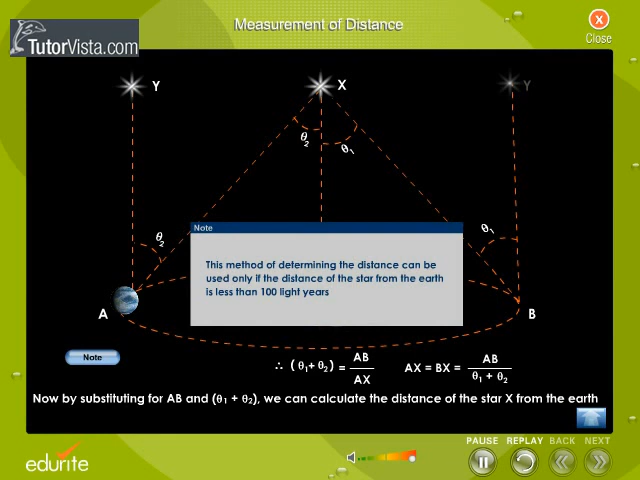 Measurement of Distance
TutorVista.com
X
Close
Y
X
Y
θ2
θ1
θ2
θ1
Note
This method of determining the distance can be
used only if the distance of the star from the earth
is less than 100 light years
A
B
Note
∴ ( θ1+ θ2 ) = AB / AX
AX = BX = AB / θ1 + θ2
Now by substituting for AB and (θ1 + θ2), we can calculate the distance of the star X from the earth
PAUSE REPLAY BACK NEXT
edurite